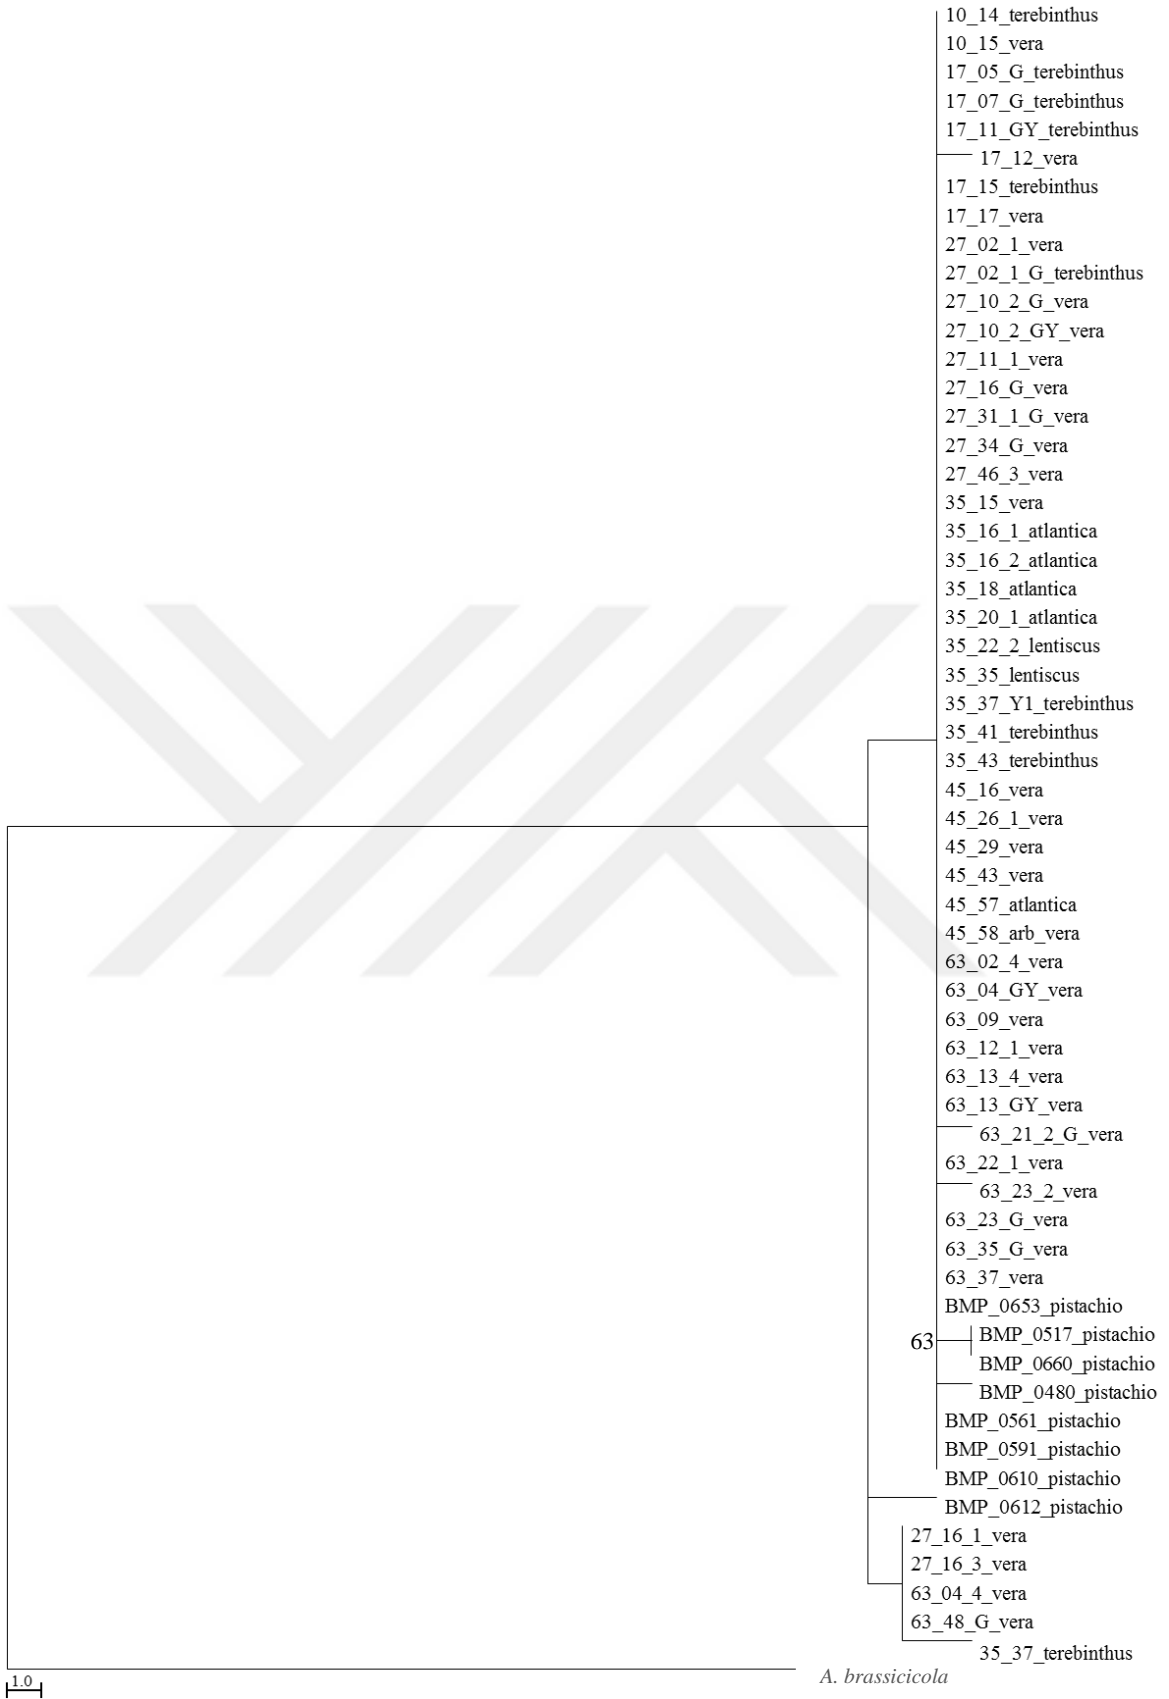 10_14_terebinthus
10_15_vera
17_05_G_terebinthus
17_07_G_terebinthus
17_11_GY_terebinthus
17_12_vera
17_15_terebinthus
17_17_vera
27_02_1_vera
27_02_1_G_terebinthus
27_10_2_G_vera
27_10_2_GY_vera
27_11_1_vera
27_16_G_vera
27_31_1_G_vera
27_34_G_vera
27_46_3_vera
35_15_vera
35_16_1_atlantica
35_16_2_atlantica
35_18_atlantica
35_20_1_atlantica
35_22_2_lentiscus
35_35_lentiscus
35_37_Y1_terebinthus
35_41_terebinthus
35_43_terebinthus
45_16_vera
45_26_1_vera
45_29_vera
45_43_vera
45_57_atlantica
45_58_arb_vera
63_02_4_vera
63_04_GY_vera
63_09_vera
63_12_1_vera
63_13_4_vera
63_13_GY_vera
63_21_2_G_vera
63_22_1_vera
63_23_2_vera
63_23_G_vera
63_35_G_vera
63_37_vera
BMP_0653_pistachio
63 BMP_0517_pistachio
BMP_0660_pistachio
BMP_0480_pistachio
BMP_0561_pistachio
BMP_0591_pistachio
BMP_0610_pistachio
BMP_0612_pistachio
27_16_1_vera
27_16_3_vera
63_04_4_vera
63_48_G_vera
35_37_terebinthus
A. brassicicola
1.0